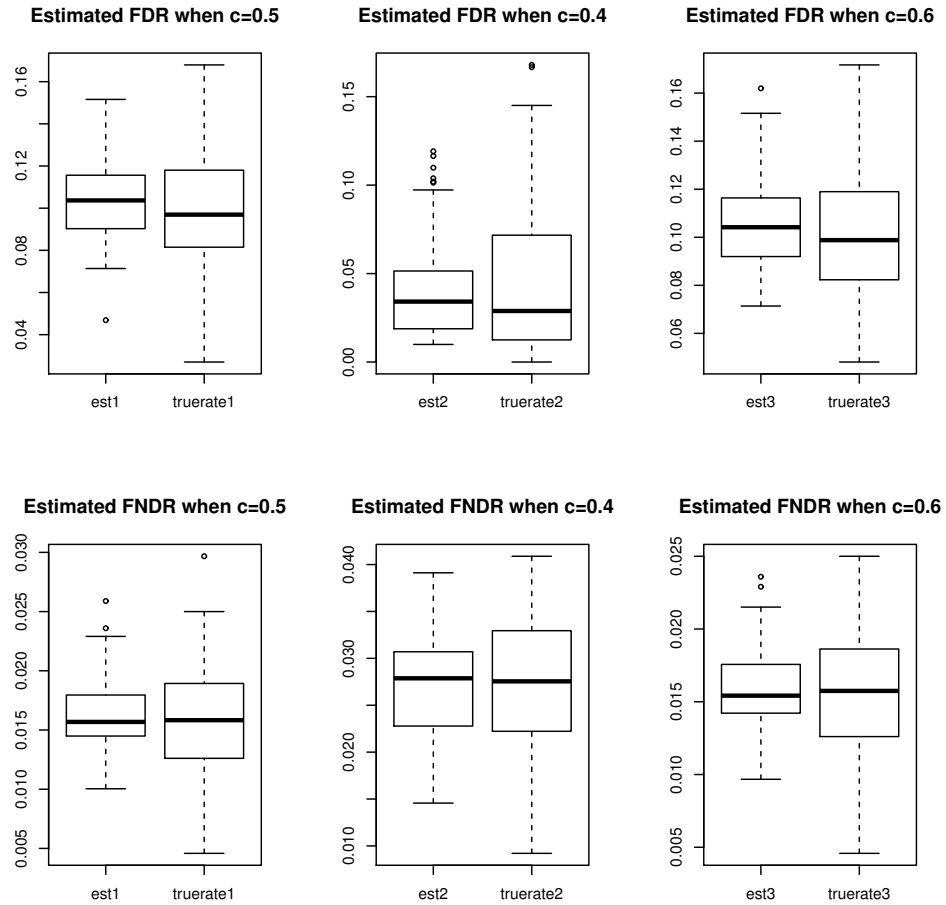 Estimated FDR when c=0.5
0.16
0.12
0.08
0.04
est1 truerate1
Estimated FDR when c=0.4
0.15
0.10
0.05
0.00
est2 truerate2
Estimated FDR when c=0.6
0.16
0.14
0.12
0.10
0.08
0.06
est3 truerate3
Estimated FNDR when c=0.5
0.030
0.025
0.020
0.015
0.010
0.005
est1 truerate1
Estimated FNDR when c=0.4
0.040
0.030
0.020
0.010
est2 truerate2
Estimated FNDR when c=0.6
0.025
0.020
0.015
0.010
0.005
est3 truerate3